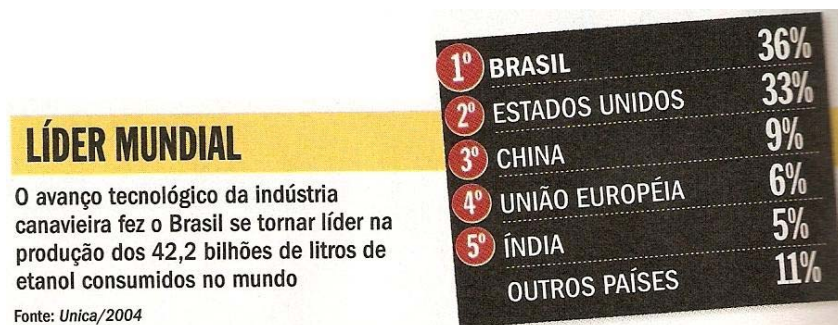 LÍDER MUNDIAL
O avanço tecnológico da indústria
canavieira fez o Brasil se tornar líder na
produção dos 42,2 bilhões de litros de
etanol consumidos no mundo
Fonte: Unica/2004
1º BRASIL 36%
2º ESTADOS UNIDOS 33%
3º CHINA 9%
4º UNIÃO EUROPÉIA 6%
5º ÍNDIA 5%
OUTROS PAÍSES 11%